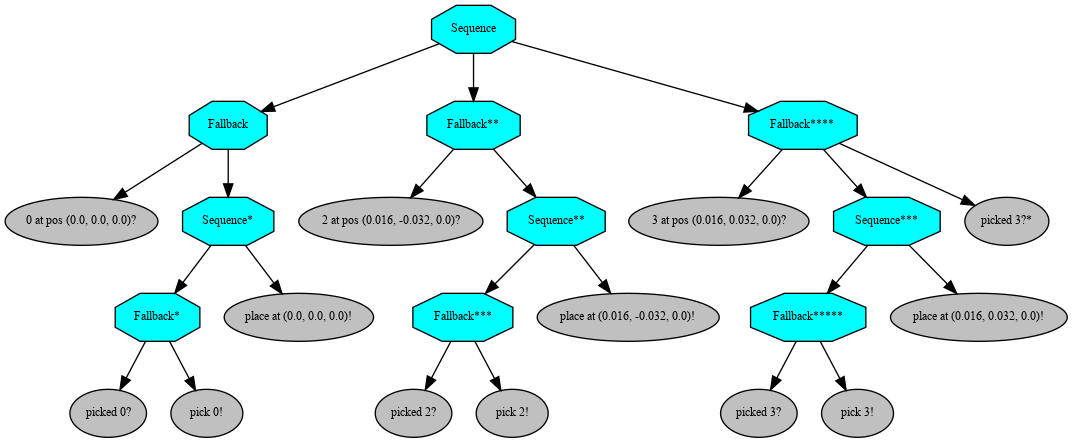 Sequence
Fallback
Fallback**
Fallback****
0 at pos (0.0, 0.0, 0.0)?
Sequence*
2 at pos (0.016, -0.032, 0.0)?
Sequence**
3 at pos (0.016, 0.032, 0.0)?
Sequence***
picked 3?*
Fallback*
place at (0.0, 0.0, 0.0)!
Fallback***
place at (0.016, -0.032, 0.0)!
Fallback*****
place at (0.016, 0.032, 0.0)!
picked 0?
pick 0!
picked 2?
pick 2!
picked 3?
pick 3!